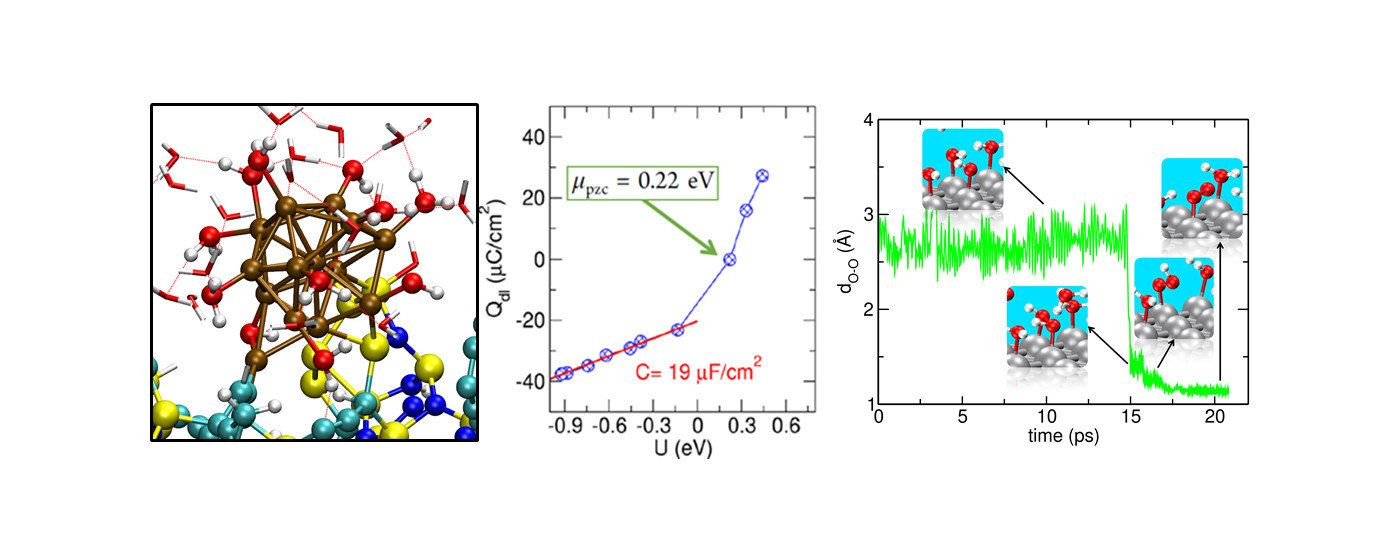 40
20
0
-20
-40
Q_dl (μC/cm²)
μ_pzc = 0.22 eV
C= 19 μF/cm²
-0.9 -0.6 -0.3 0 0.3 0.6
U (eV)
4
3
2
1
d_O-O (Å)
0 5 10 15 20
time (ps)